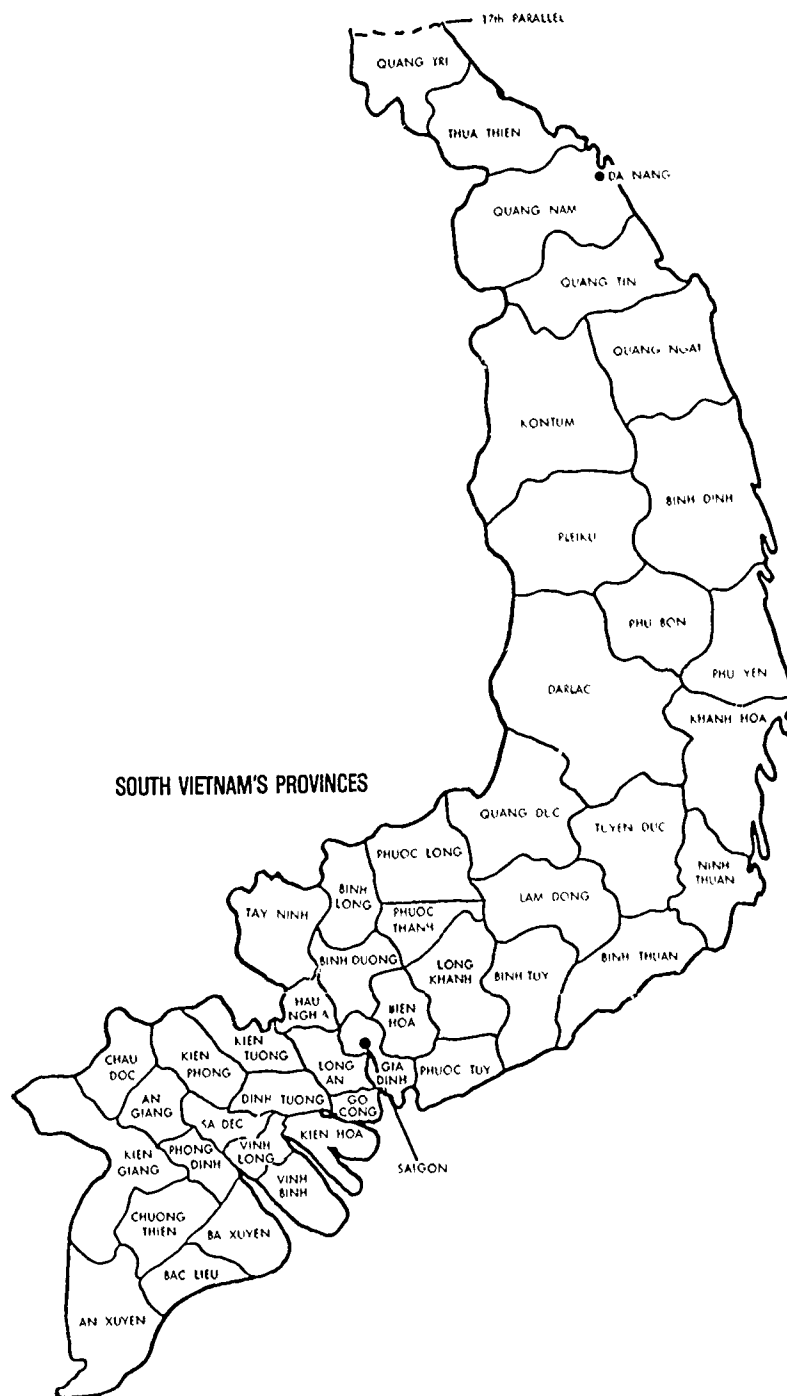 17th PARALLEL
QUANG TRI
THUA THIEN
DA NANG
QUANG NAM
QUANG TIN
QUANG NGAI
KONTUM
BINH DINH
PLEIKU
PHU BON
PHU YEN
DARLAC
KHANH HOA
SOUTH VIETNAM'S PROVINCES
QUANG DUC
TUYEN DUC
PHUOC LONG
NINH
THUAN
BINH
LONG
LAM DONG
TAY NINH
PHUOC
THANH
BINH DUONG
LONG
KHANH
BINH TUY
BINH THUAN
HAU
NGHIA
BIEN
HOA
KIEN
TUONG
CHAU
DOC
KIEN
PHONG
LONG
AN
GIA
DINH
PHUOC TUY
AN
GIANG
DINH TUONG
GO
CONG
SA DEC
KIEN HOA
KIEN
GIANG
PHONG
DINH
VINH
LONG
SAIGON
VINH
BINH
CHUONG
THIEN
BA XUYEN
BAC LIEU
AN XUYEN